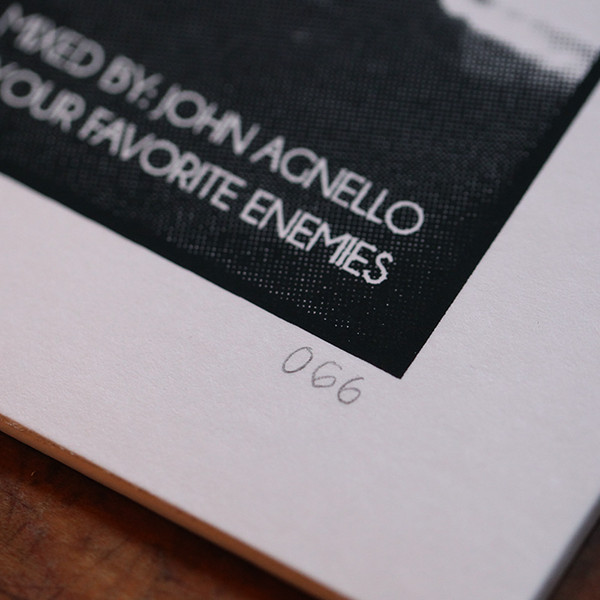 MIXED BY: JOHN AGNELLO
YOUR FAVORITE ENEMIES
066